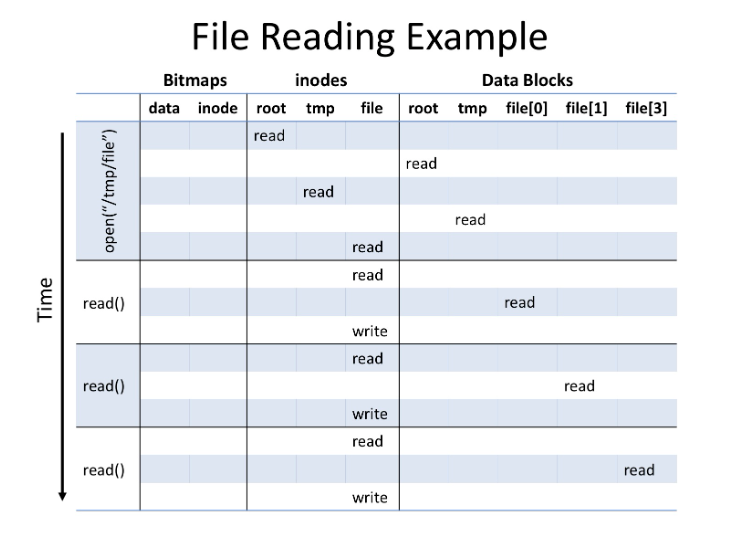 File Reading Example
Bitmaps inodes Data Blocks
data inode root tmp file root tmp file[0] file[1] file[3]
open("/tmp/file")
read
read
read
read
read
Time
read()
read
read
write
read()
read
read
write
read()
read
read
write